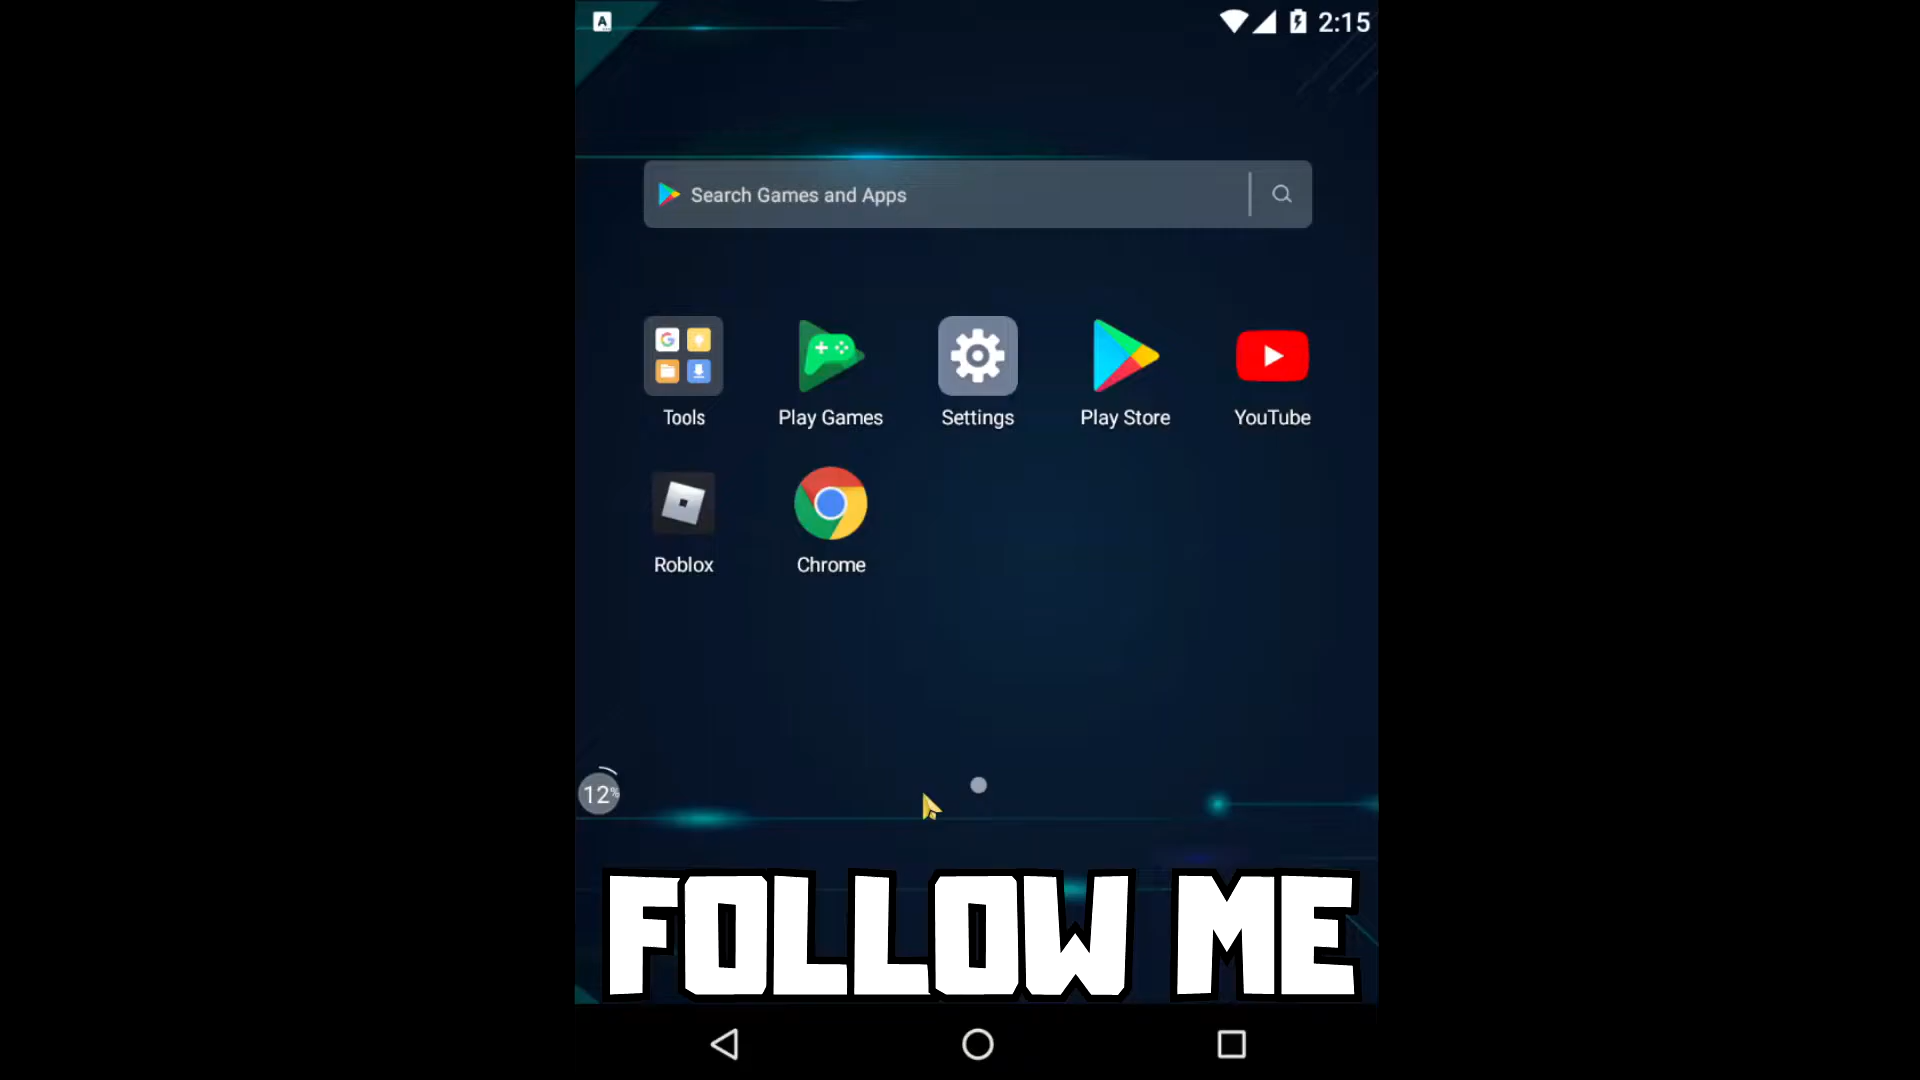 A
2:15
Search Games and Apps
Tools
Play Games
Settings
Play Store
YouTube
Roblox
Chrome
12%
FOLLOW ME